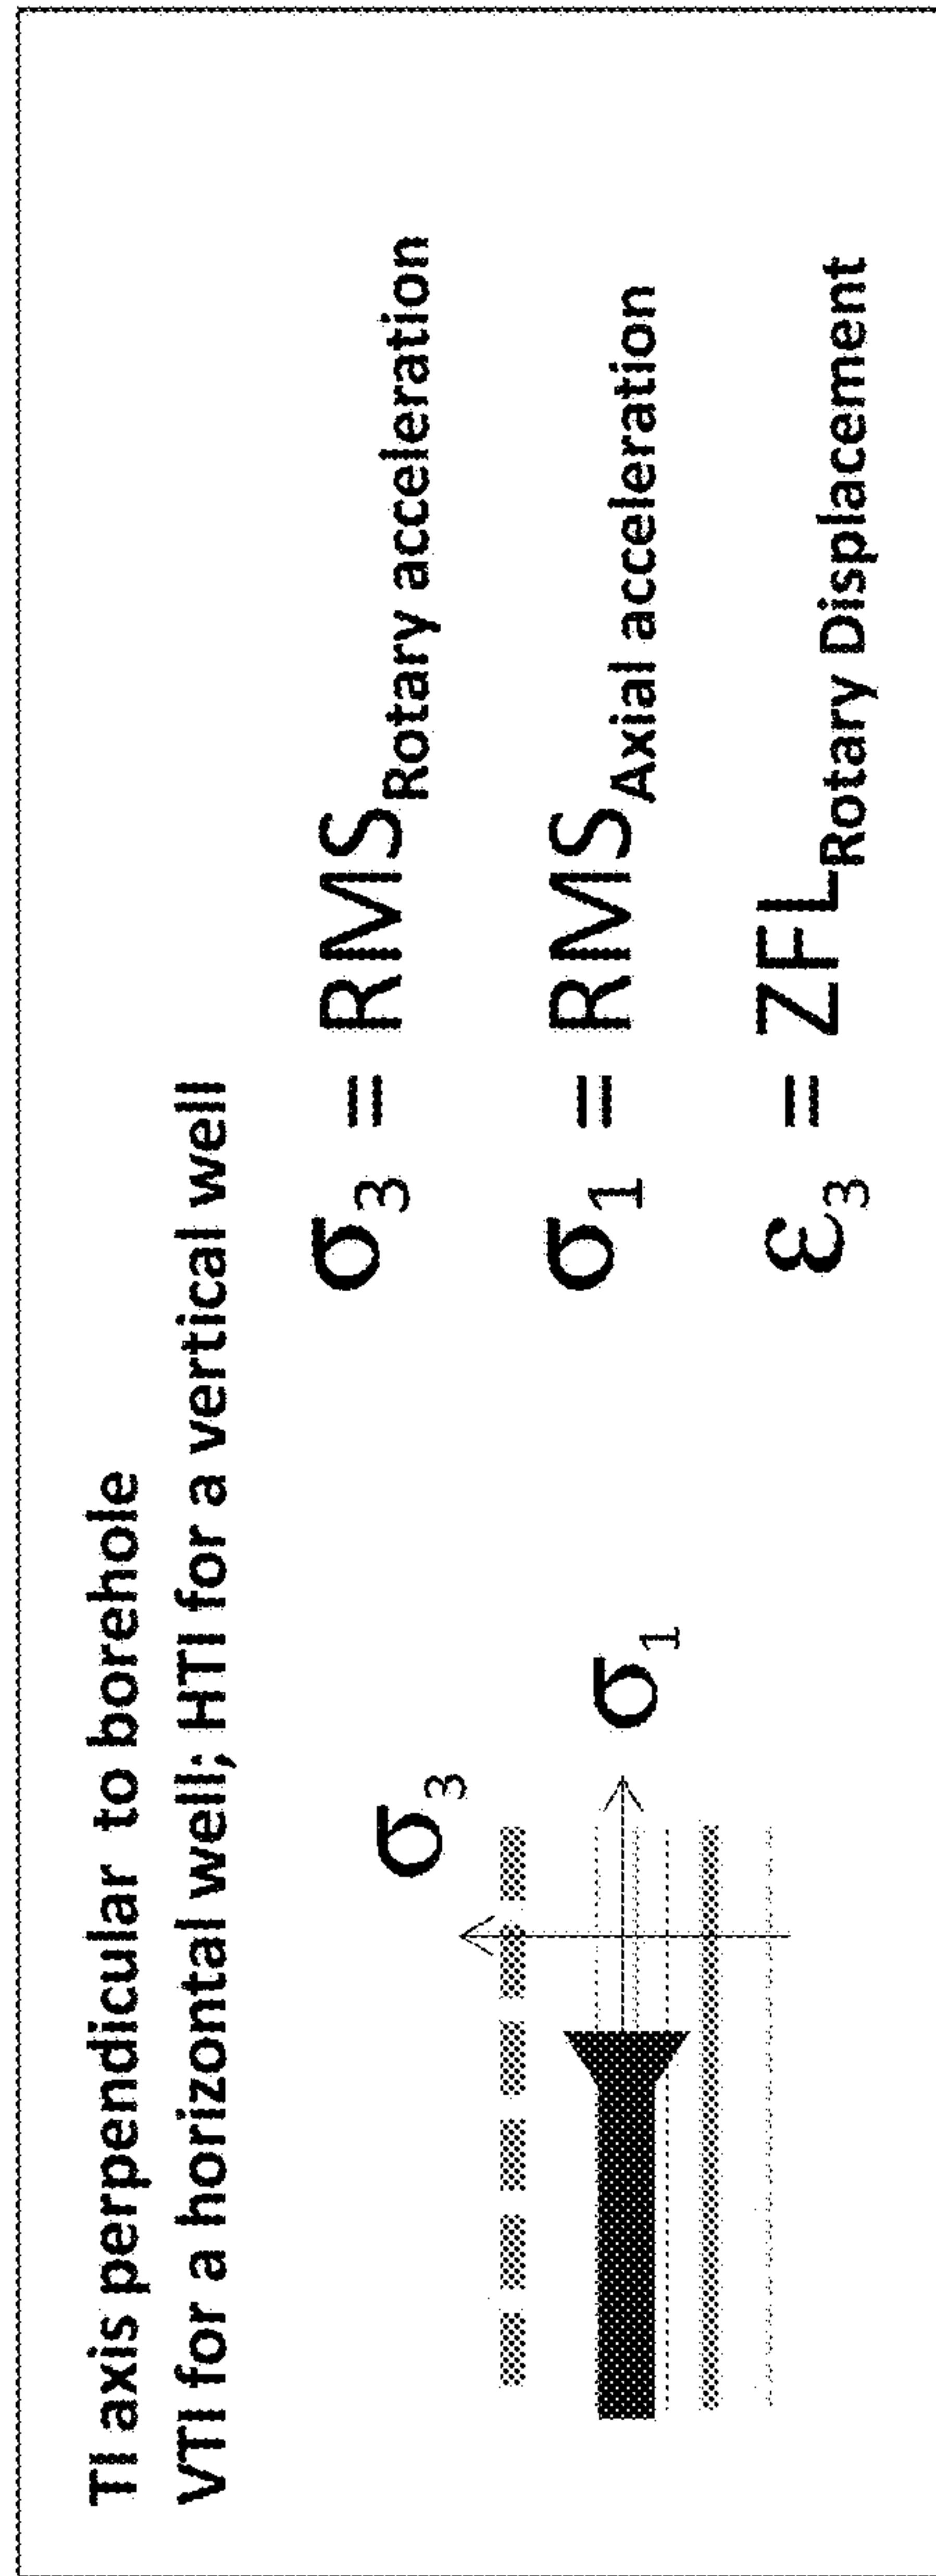 TI axis perpendicular to borehole
VTI for a horizontal well; HTI for a vertical well
σ3
σ1
σ3 = RMSRotary acceleration
σ1 = RMSAxial acceleration
ε3 = ZFLRotary Displacement